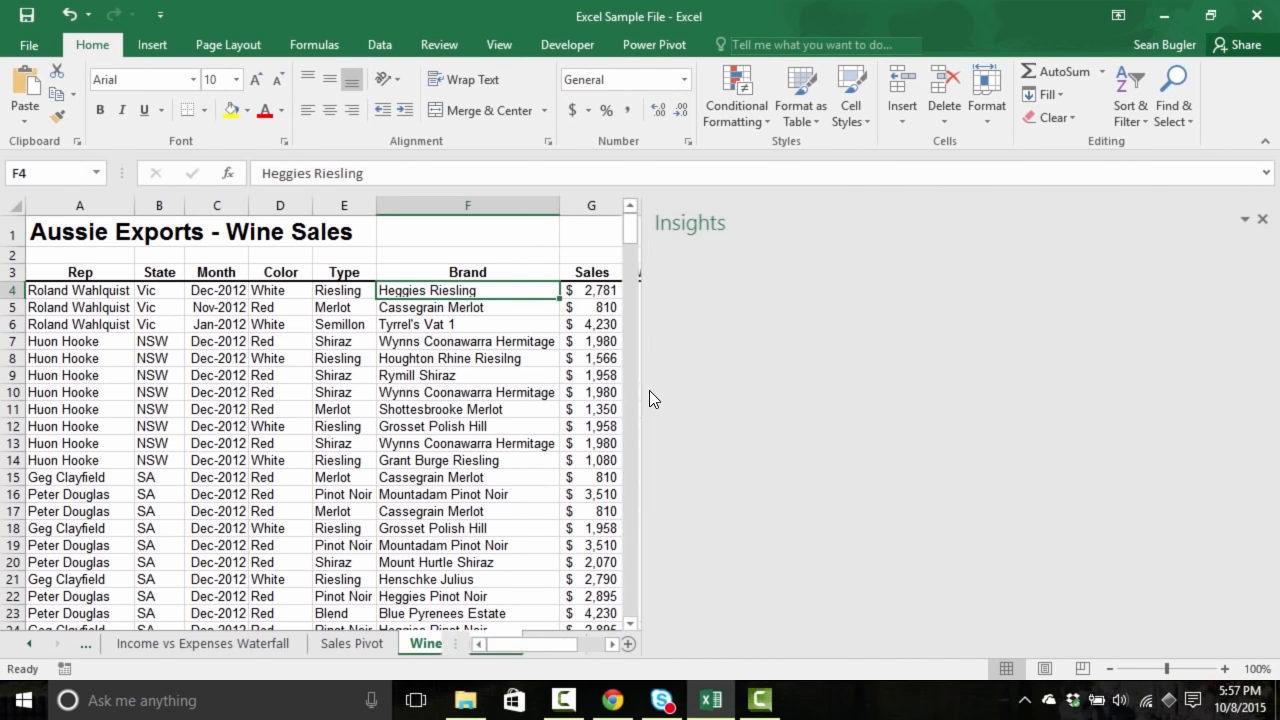 Excel Sample File - Excel
File Home Insert Page Layout Formulas Data Review View Developer Power Pivot Tell me what you want to do... Sean Bugler Share
Arial 10 Wrap Text General AutoSum
Paste Conditional Format as Cell Insert Delete Format Fill Sort & Find &
B I U A Merge & Center $ % , Formatting Table Styles Clear Filter Select
Clipboard Font Alignment Number Styles Cells Editing
F4 fx Heggies Riesling
A B C D E F G
Insights
1 Aussie Exports - Wine Sales
2
3 Rep State Month Color Type Brand Sales
4 Roland Wahlquist Vic Dec-2012 White Riesling Heggies Riesling $ 2,781
5 Roland Wahlquist Vic Nov-2012 Red Merlot Cassegrain Merlot $ 810
6 Roland Wahlquist Vic Jan-2012 White Semillon Tyrrel's Vat 1 $ 4,230
7 Huon Hooke NSW Dec-2012 Red Shiraz Wynns Coonawarra Hermitage $ 1,980
8 Huon Hooke NSW Dec-2012 White Riesling Houghton Rhine Riesilng $ 1,566
9 Huon Hooke NSW Dec-2012 Red Shiraz Rymill Shiraz $ 1,958
10 Huon Hooke NSW Dec-2012 Red Shiraz Wynns Coonawarra Hermitage $ 1,980
11 Huon Hooke NSW Dec-2012 Red Merlot Shottesbrooke Merlot $ 1,350
12 Huon Hooke NSW Dec-2012 White Riesling Grosset Polish Hill $ 1,958
13 Huon Hooke NSW Dec-2012 Red Shiraz Wynns Coonawarra Hermitage $ 1,980
14 Huon Hooke NSW Dec-2012 White Riesling Grant Burge Riesling $ 1,080
15 Geg Clayfield SA Dec-2012 Red Merlot Cassegrain Merlot $ 810
16 Peter Douglas SA Dec-2012 Red Pinot Noir Mountadam Pinot Noir $ 3,510
17 Peter Douglas SA Dec-2012 Red Merlot Cassegrain Merlot $ 810
18 Geg Clayfield SA Dec-2012 White Riesling Grosset Polish Hill $ 1,958
19 Peter Douglas SA Dec-2012 Red Pinot Noir Mountadam Pinot Noir $ 3,510
20 Peter Douglas SA Dec-2012 Red Shiraz Mount Hurtle Shiraz $ 2,070
21 Geg Clayfield SA Dec-2012 White Riesling Henschke Julius $ 2,790
22 Peter Douglas SA Dec-2012 Red Pinot Noir Heggies Pinot Noir $ 2,895
23 Peter Douglas SA Dec-2012 Red Blend Blue Pyrenees Estate $ 4,230
24 Geg Clayfield SA Dec-2012 Red Pinot Noir Heggies Pinot Noir $ 2,895
... Income vs Expenses Waterfall Sales Pivot Wine
Ready 100%
Ask me anything 5:57 PM
10/8/2015